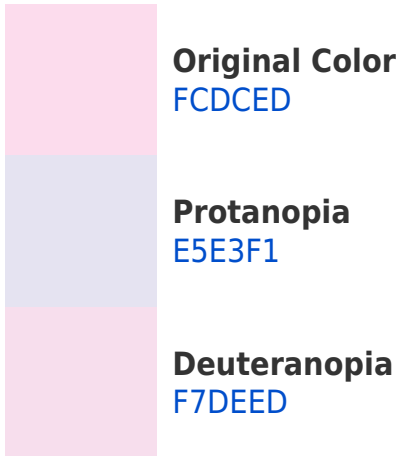 Original Color
FCDCED
Protanopia
E5E3F1
Deuteranopia
F7DEED